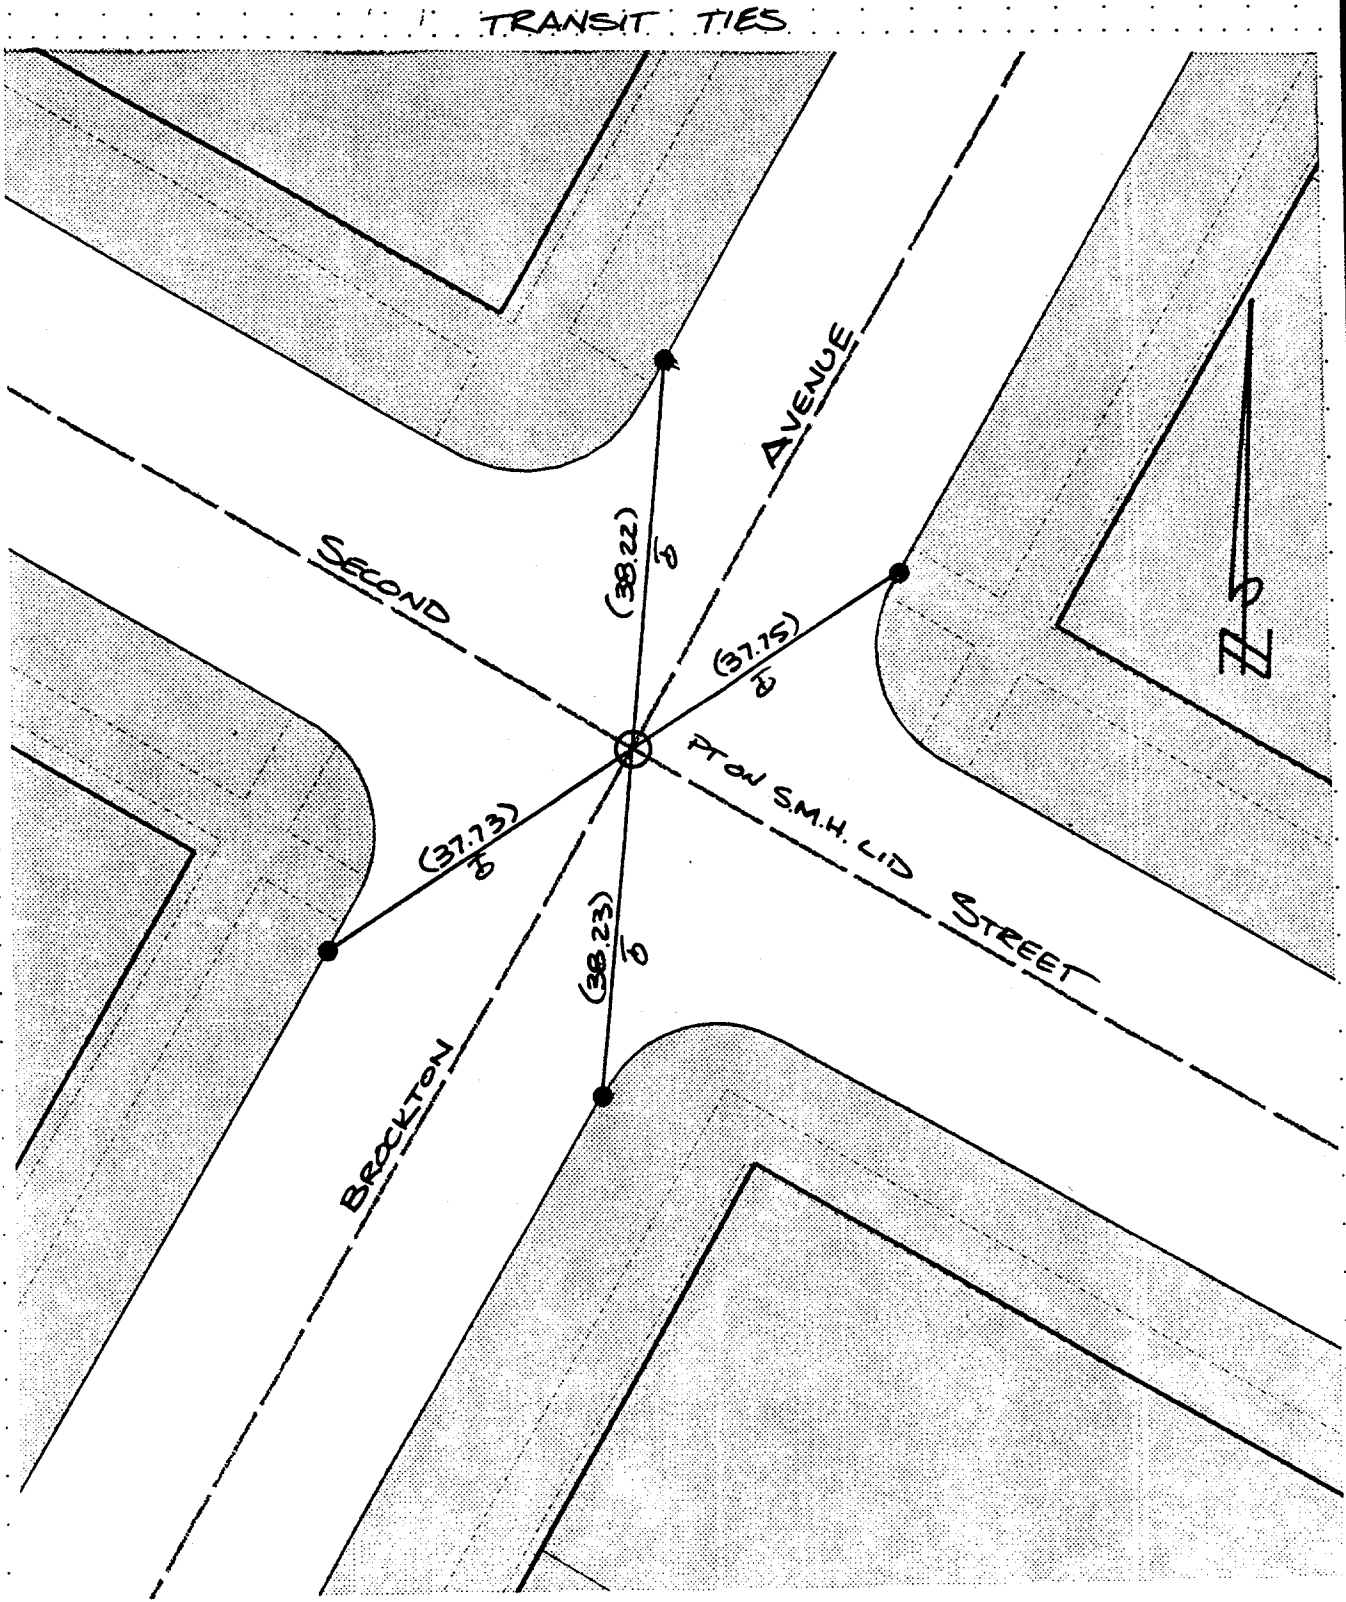 TRANSIT TIES
AVENUE
SECOND
(38.22)
(37.75)
PT ON S.M.H. LID
(37.73)
(38.23)
STREET
BROCKTON
N